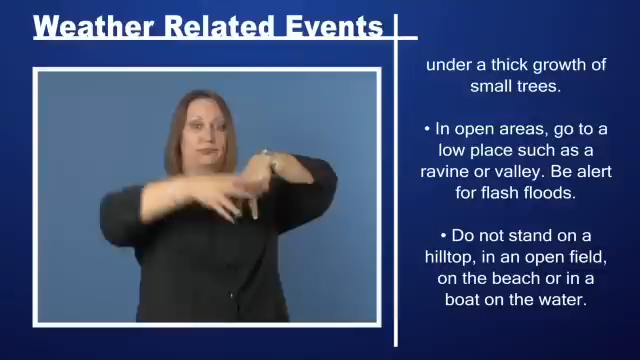 Weather Related Events
under a thick growth of
small trees.
• In open areas, go to a
low place such as a
ravine or valley. Be alert
for flash floods.
• Do not stand on a
hilltop, in an open field,
on the beach or in a
boat on the water.